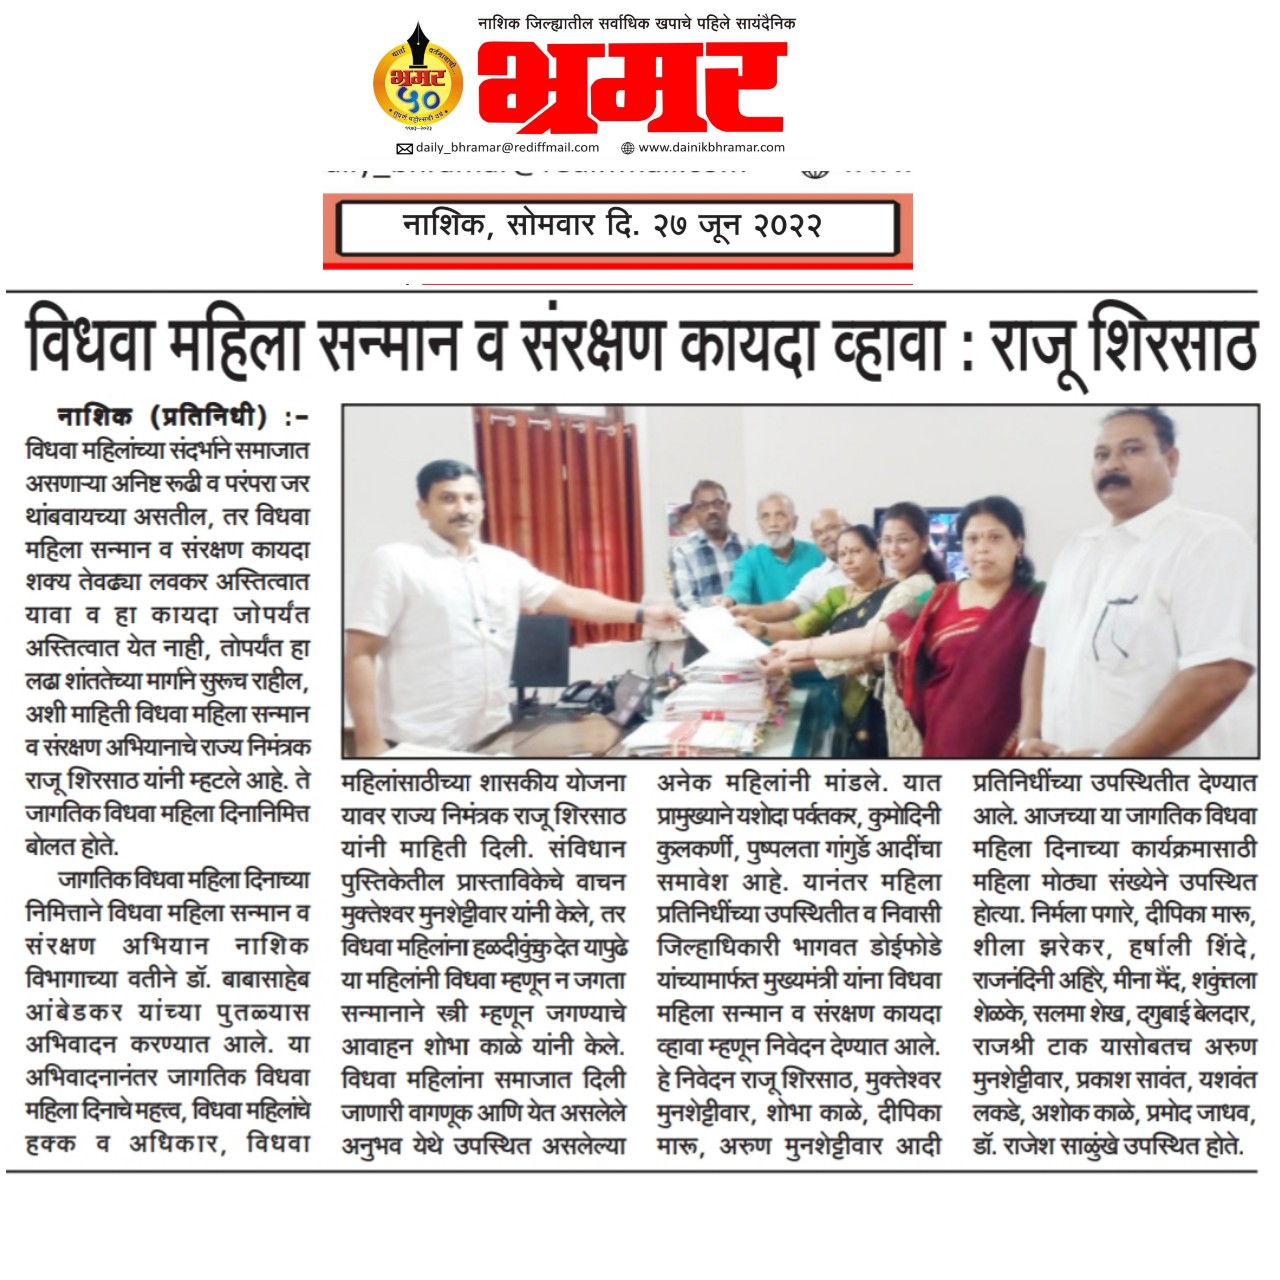 नाशिक जिल्ह्यातील सर्वाधिक खपाचे पहिले सायंदैनिक
भ्रमर
वार्ता वर्तमानाची...
भ्रमर
५०
सुवर्ण महोत्सवी वर्ष
१९७३-२०२३
daily_bhramar@rediffmail.com www.dainikbhramar.com
नाशिक, सोमवार दि. २७ जून २०२२
विधवा महिला सन्मान व संरक्षण कायदा व्हावा : राजू शिरसाठ
नाशिक (प्रतिनिधी) :–
विधवा महिलांच्या संदर्भाने समाजात
असणाऱ्या अनिष्ट रूढी व परंपरा जर
थांबवायच्या असतील, तर विधवा
महिला सन्मान व संरक्षण कायदा
शक्य तेवढ्या लवकर अस्तित्वात
यावा व हा कायदा जोपर्यंत
अस्तित्वात येत नाही, तोपर्यंत हा
लढा शांततेच्या मार्गाने सुरूच राहील,
अशी माहिती विधवा महिला सन्मान
व संरक्षण अभियानाचे राज्य निमंत्रक
राजू शिरसाठ यांनी म्हटले आहे. ते
जागतिक विधवा महिला दिनानिमित्त
बोलत होते.
जागतिक विधवा महिला दिनाच्या
निमित्ताने विधवा महिला सन्मान व
संरक्षण अभियान नाशिक
विभागाच्या वतीने डॉ. बाबासाहेब
आंबेडकर यांच्या पुतळ्यास
अभिवादन करण्यात आले. या
अभिवादनानंतर जागतिक विधवा
महिला दिनाचे महत्त्व, विधवा महिलांचे
हक्क व अधिकार, विधवा
महिलांसाठीच्या शासकीय योजना
यावर राज्य निमंत्रक राजू शिरसाठ
यांनी माहिती दिली. संविधान
पुस्तिकेतील प्रास्ताविकेचे वाचन
मुक्तेश्वर मुनशेट्टीवार यांनी केले, तर
विधवा महिलांना हळदीकुंकु देत यापुढे
या महिलांनी विधवा म्हणून न जगता
सन्मानाने स्त्री म्हणून जगण्याचे
आवाहन शोभा काळे यांनी केले.
विधवा महिलांना समाजात दिली
जाणारी वागणूक आणि येत असलेले
अनुभव येथे उपस्थित असलेल्या
अनेक महिलांनी मांडले. यात
प्रामुख्याने यशोदा पर्वतकर, कुमोदिनी
कुलकर्णी, पुष्पलता गांगुर्डे आदींचा
समावेश आहे. यानंतर महिला
प्रतिनिधींच्या उपस्थितीत व निवासी
जिल्हाधिकारी भागवत डोईफोडे
यांच्यामार्फत मुख्यमंत्री यांना विधवा
महिला सन्मान व संरक्षण कायदा
व्हावा म्हणून निवेदन देण्यात आले.
हे निवेदन राजू शिरसाठ, मुक्तेश्वर
मुनशेट्टीवार, शोभा काळे, दीपिका
मारू, अरुण मुनशेट्टीवार आदी
प्रतिनिधींच्या उपस्थितीत देण्यात
आले. आजच्या या जागतिक विधवा
महिला दिनाच्या कार्यक्रमासाठी
महिला मोठ्या संख्येने उपस्थित
होत्या. निर्मला पगारे, दीपिका मारू,
शीला झरेकर, हर्षाली शिंदे,
राजनंदिनी अहिरे, मीना मैंद, शकुंतला
शेळके, सलमा शेख, दगुबाई बेलदार,
राजश्री टाक यासोबतच अरुण
मुनशेट्टीवार, प्रकाश सावंत, यशवंत
लकडे, अशोक काळे, प्रमोद जाधव,
डॉ. राजेश साळुंखे उपस्थित होते.